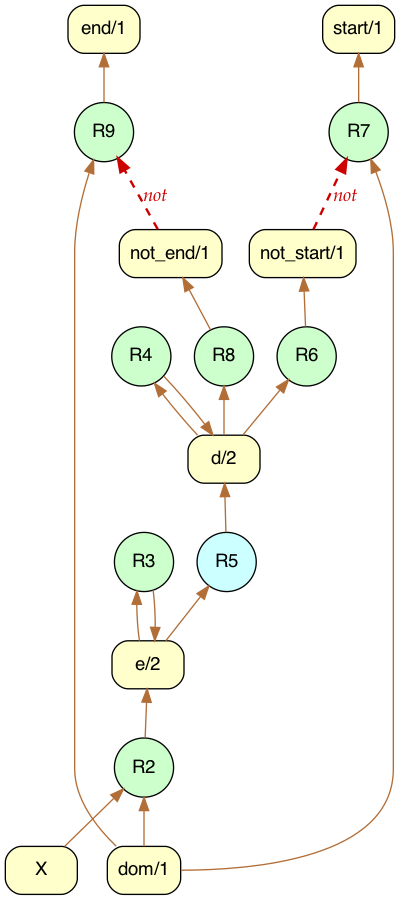 end/1
start/1
R9
R7
not
not
not_end/1
not_start/1
R4
R8
R6
d/2
R3
R5
e/2
R2
X
dom/1